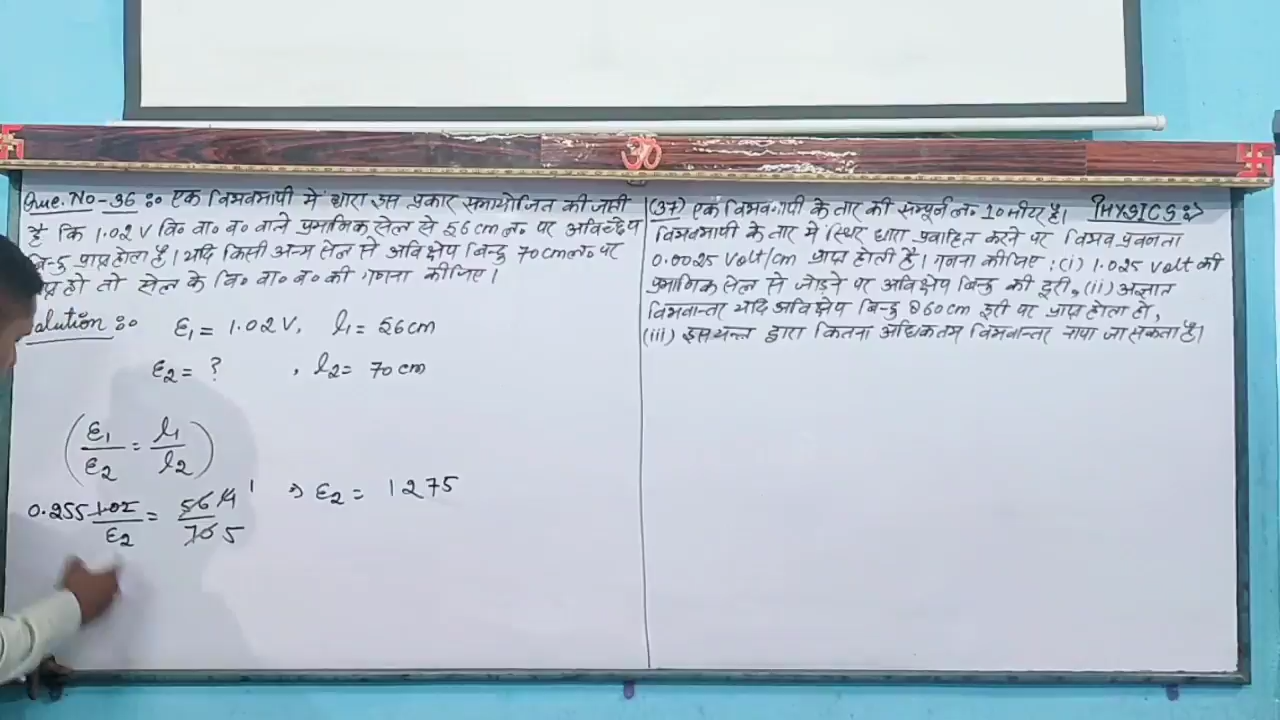 Que. No-36 :- एक विभवमापी में धारा इस प्रकार समायोजित की जाती
है कि 1.02 V वि० वा० ब० वाले प्रमाणिक सेल से 56 cm ल० पर अविच्छेप
बिन्दु प्राप्त होता है। यदि किसी अन्य सेल से अविक्षेप बिन्दु 70 cm ल० पर
हो तो सेल के वि० वा० ब० की गणना कीजिए।
Solution :-
ε1 = 1.02 V, l1 = 56 cm
ε2 = ? , l2 = 70 cm
(ε1/ε2 = l1/l2)
0.255 1.02/ε2 = 56 14 1/70 5 ⇒ ε2 = 1275
PHYSICS
(37) एक विभवमापी के तार की सम्पूर्न ल० 10 मीटर है।
विभवमापी के तार में स्थिर धारा प्रवाहित करने पर विभव प्रवनता
0.0025 Volt/cm प्राप्त होती है। गनना कीजिए : (i) 1.025 Volt की
प्रमाणिक सेल से जोड़ने पर अविक्षेप बिन्दु की दूरी, (ii) अज्ञात
विभवान्तर यदि अविक्षेप बिन्दु 860 cm दूरी पर प्राप्त होता हो,
(iii) इस यन्त्र द्वारा कितना अधिकतम विभवान्तर नापा जा सकता है।